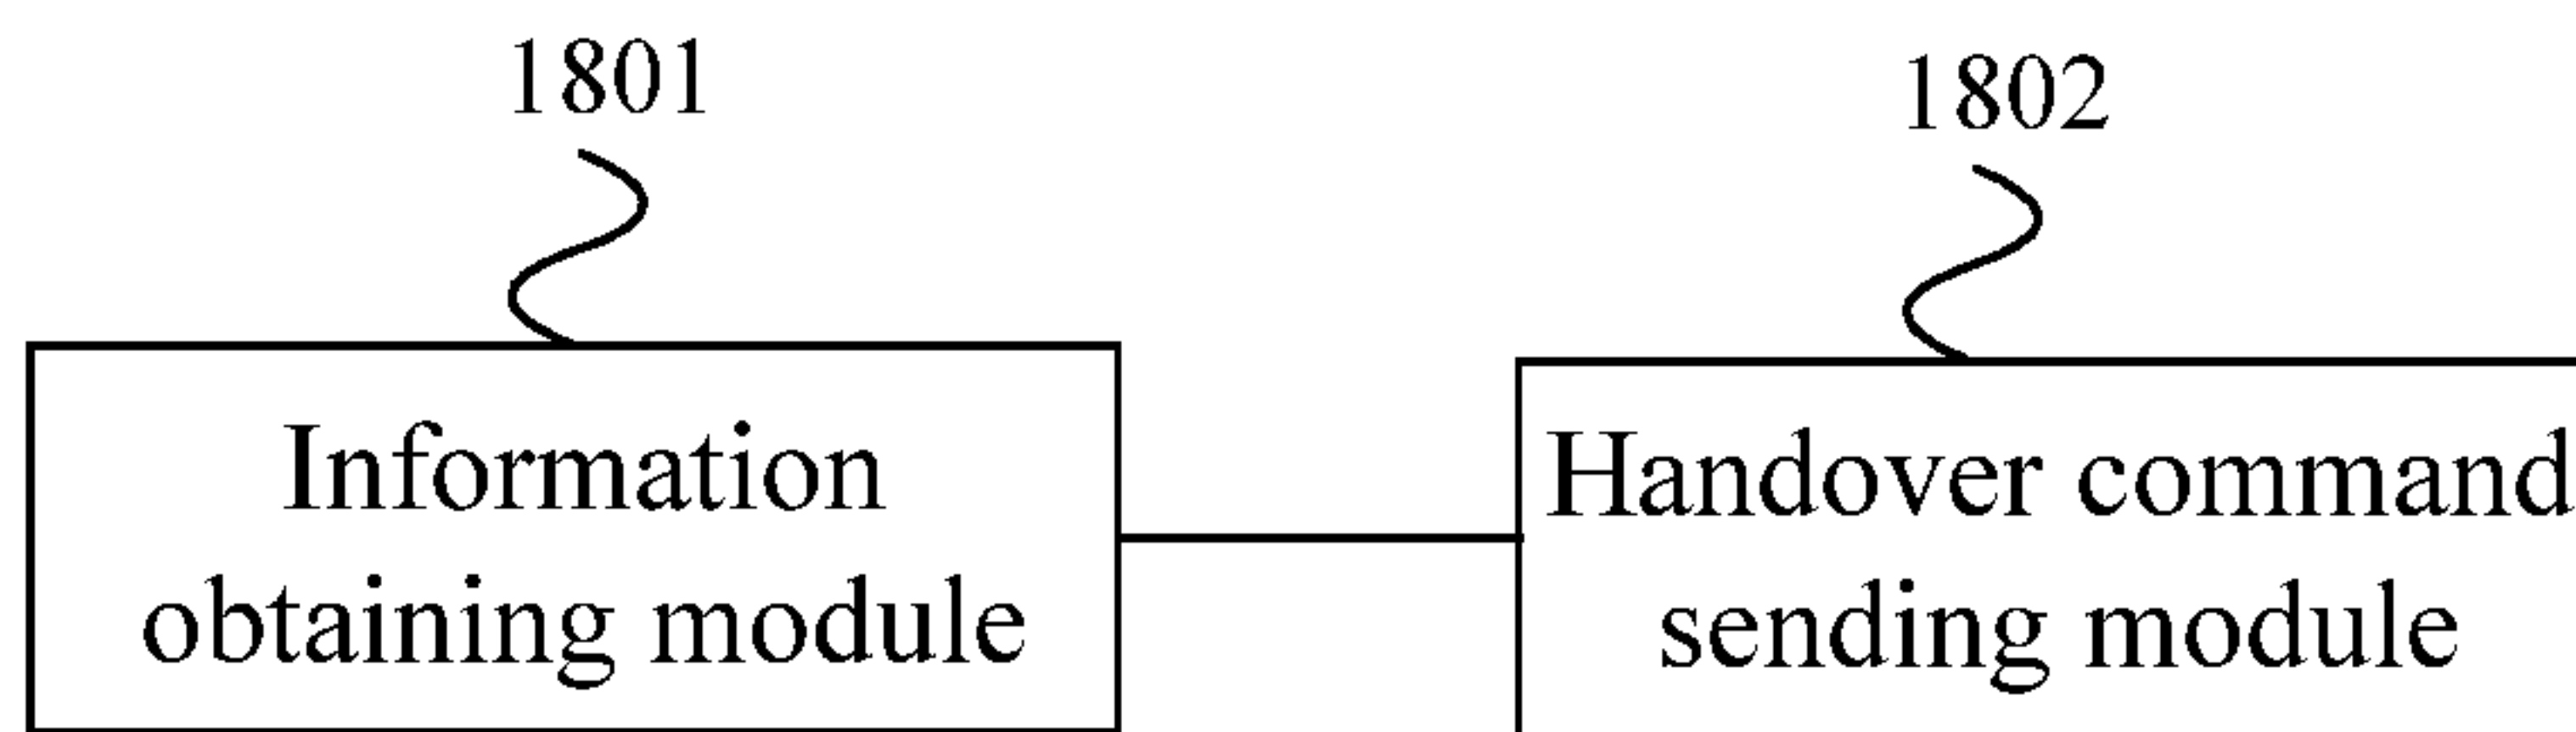 1801
1802
Information
obtaining module
Handover command
sending module